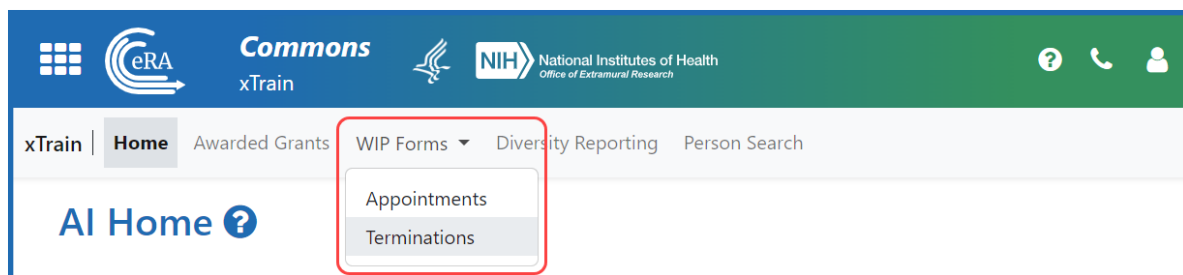 eRA
Commons
xTrain
NIH National Institutes of Health
Office of Extramural Research
xTrain Home Awarded Grants WIP Forms Diversity Reporting Person Search
Appointments
Terminations
AI Home